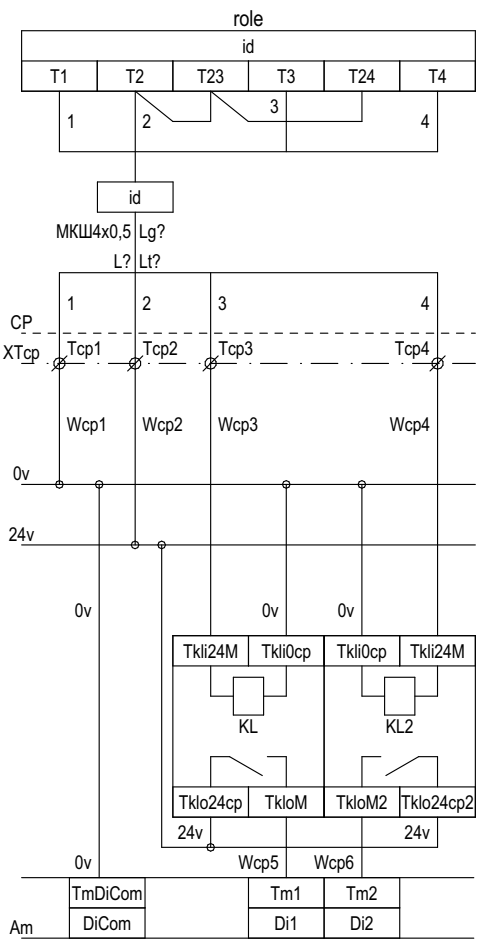 role
id
T1 T2 T23 T3 T24 T4
1 2 3 4
id
МКШ4х0,5 Lg?
L? Lt?
1 2 3 4
CP
XTcp Tcp1 Tcp2 Tcp3 Tcp4
Wcp1 Wcp2 Wcp3 Wcp4
0v
24v
0v 0v 0v
Tkli24M Tkli0cp Tkli0cp Tkli24M
KL KL2
Tklo24cp TkloM TkloM2 Tklo24cp2
24v 24v
0v Wcp5 Wcp6
TmDiCom Tm1 Tm2
Am DiCom Di1 Di2